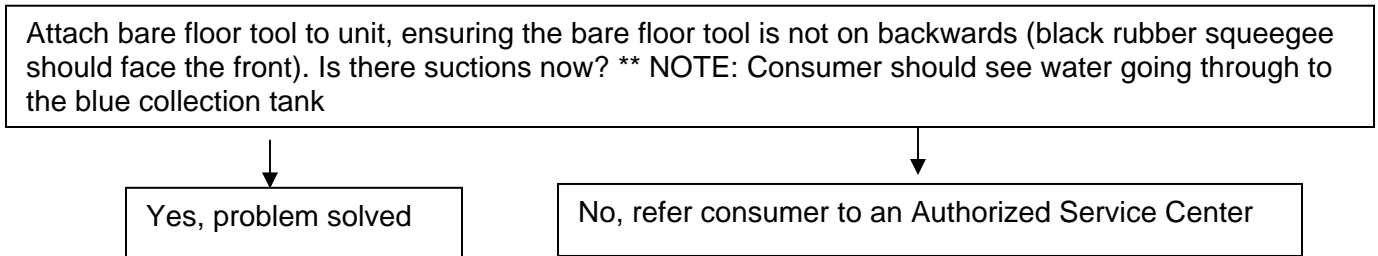 Attach bare floor tool to unit, ensuring the bare floor tool is not on backwards (black rubber squeegee
should face the front). Is there suctions now? ** NOTE: Consumer should see water going through to
the blue collection tank
Yes, problem solved
No, refer consumer to an Authorized Service Center